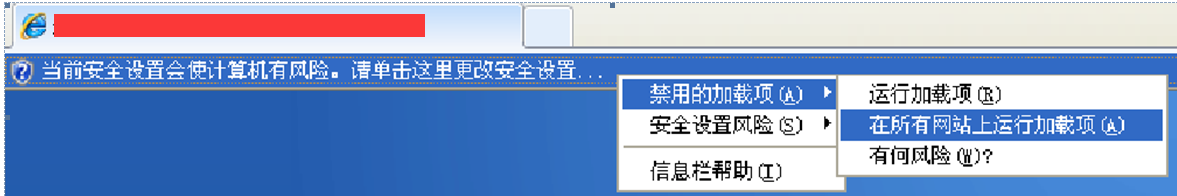 当前安全设置会使计算机有风险。请单击这里更改安全设置...
禁用的加载项(A)
安全设置风险(S)
信息栏帮助(I)
运行加载项(R)
在所有网站上运行加载项(A)
有何风险(W)?